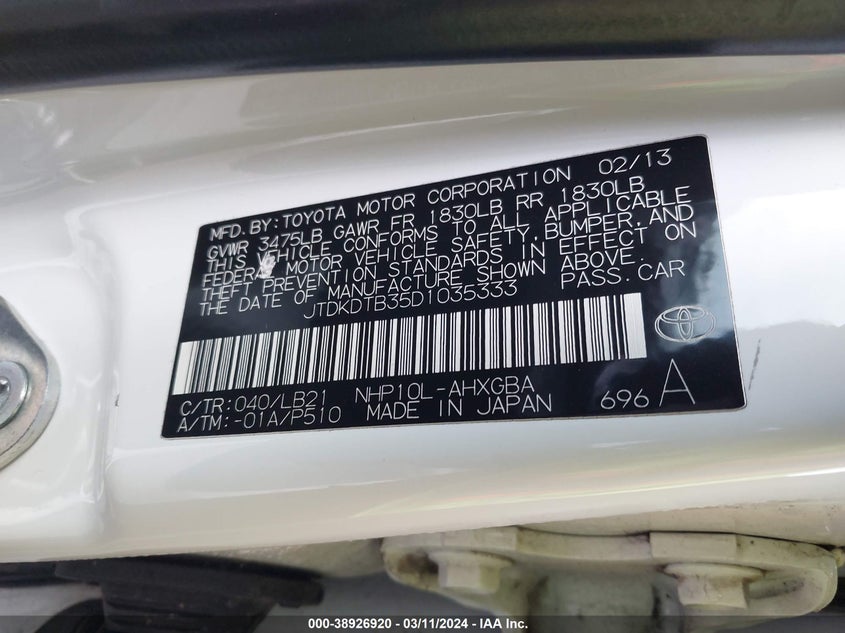 MFD.BY:TOYOTA MOTOR CORPORATION 02/13
GVWR 3475LB GAWR FR 1830LB RR 1830LB
THIS VEHICLE CONFORMS TO ALL APPLICABLE
FEDERAL MOTOR VEHICLE SAFETY,BUMPER,AND
THEFT PREVENTION STANDARDS IN EFFECT ON
THE DATE OF MANUFACTURE SHOWN ABOVE.
JTDKDTB35D1035333 PASS.CAR
C/TR:040/LB21 NHP10L-AHXGBA
A/TM:-01A/P510 MADE IN JAPAN 696 A
000-38926920 - 03/11/2024 - IAA Inc.